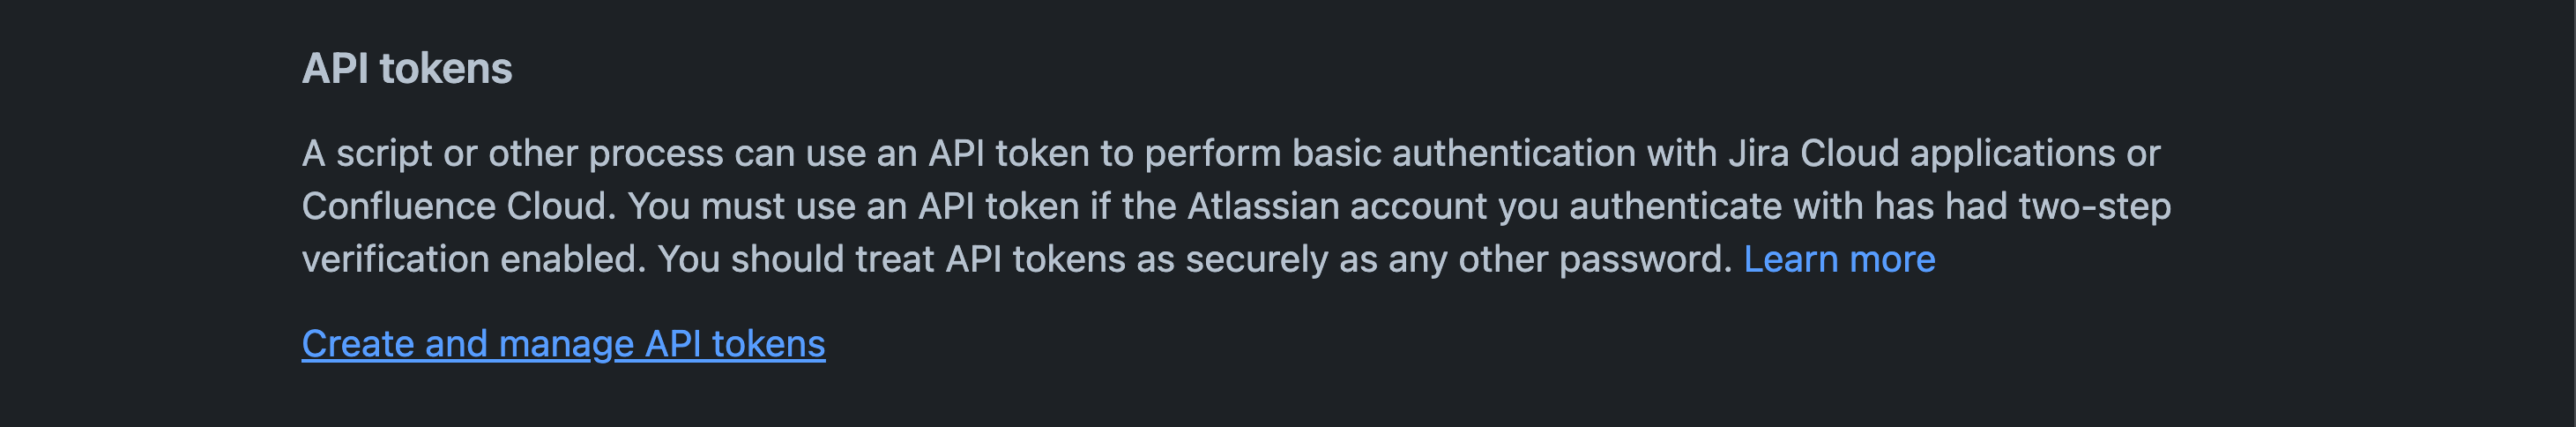 API tokens
A script or other process can use an API token to perform basic authentication with Jira Cloud applications or
Confluence Cloud. You must use an API token if the Atlassian account you authenticate with has had two-step
verification enabled. You should treat API tokens as securely as any other password. Learn more
Create and manage API tokens